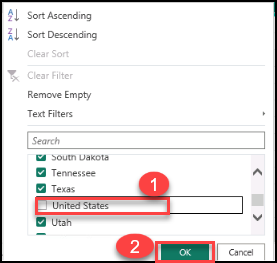 Sort Ascending
Sort Descending
Clear Sort
Clear Filter
Remove Empty
Text Filters
Search
South Dakota
Tennessee
Texas
1
United States
Utah
2
OK
Cancel